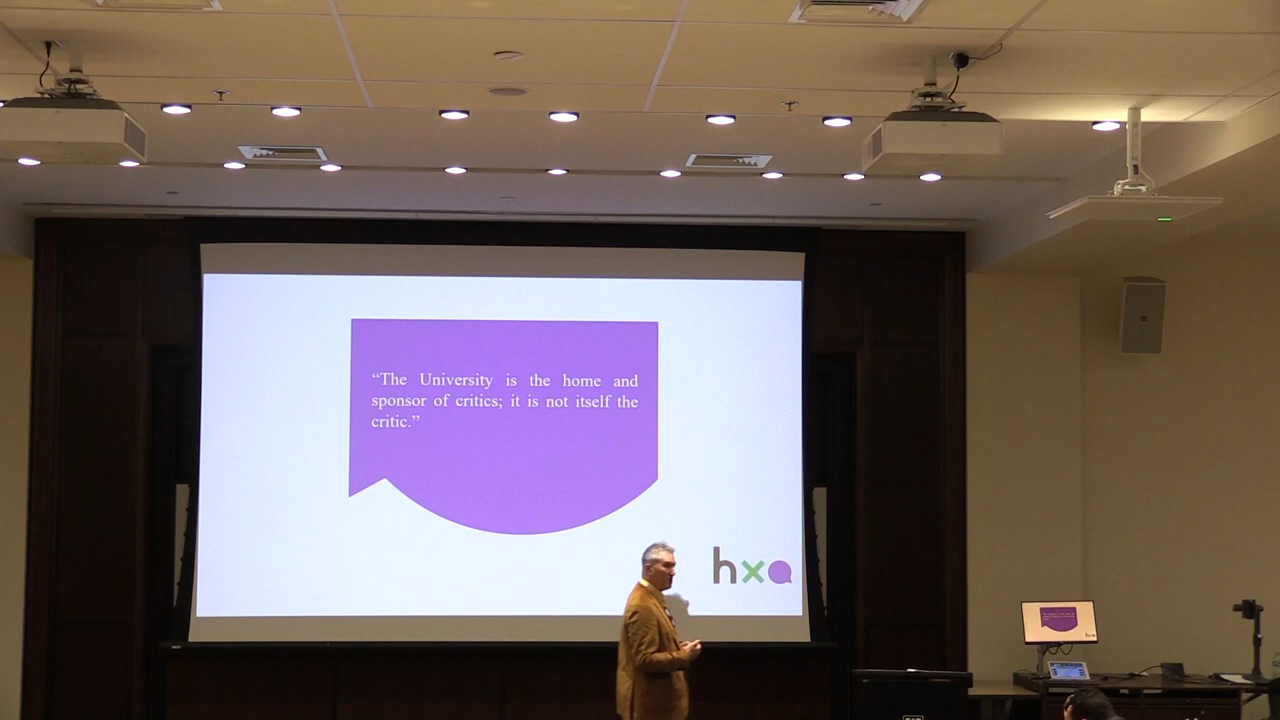 “The University is the home and
sponsor of critics; it is not itself the
critic.”
hxa